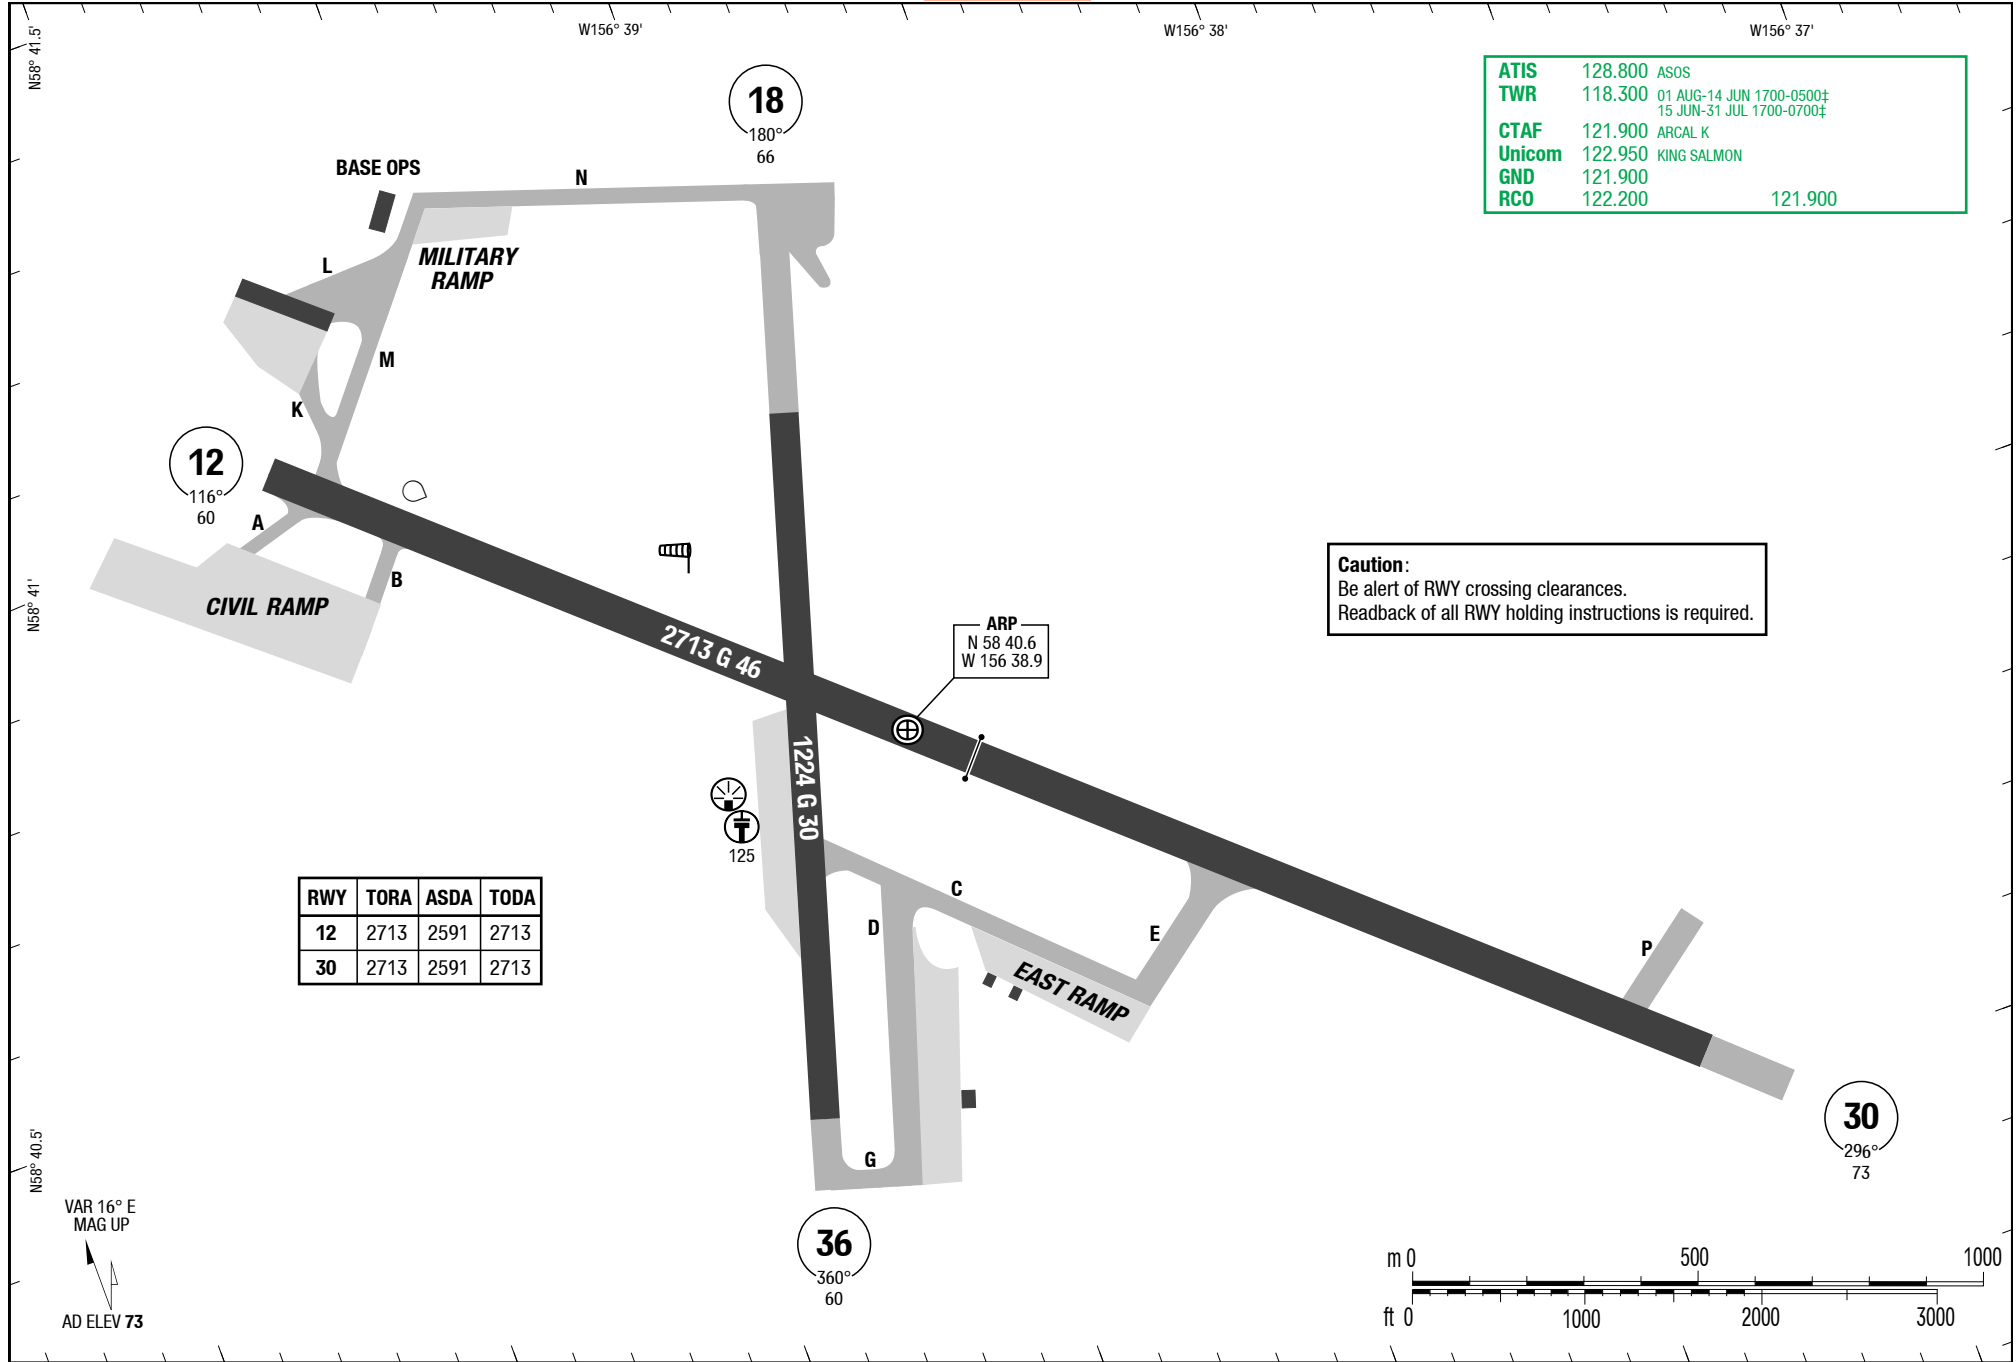 W156° 39'
W156° 38'
W156° 37'
N58° 41.5'
ATIS 128.800 ASOS
TWR 118.300 01 AUG-14 JUN 1700-0500‡
15 JUN-31 JUL 1700-0700‡
CTAF 121.900 ARCAL K
Unicom 122.950 KING SALMON
GND 121.900
RCO 122.200 121.900
18
180°
66
BASE OPS
N
MILITARY
RAMP
L
M
K
12
116°
60
A
B
CIVIL RAMP
N58° 41'
2713 G 46
ARP
N 58 40.6
W 156 38.9
Caution:
Be alert of RWY crossing clearances.
Readback of all RWY holding instructions is required.
1224 G 30
125
RWY TORA ASDA TODA
12 2713 2591 2713
30 2713 2591 2713
C
D
E
EAST RAMP
P
30
296°
73
G
N58° 40.5'
36
360°
60
VAR 16° E
MAG UP
AD ELEV 73
m 0 500 1000
ft 0 1000 2000 3000